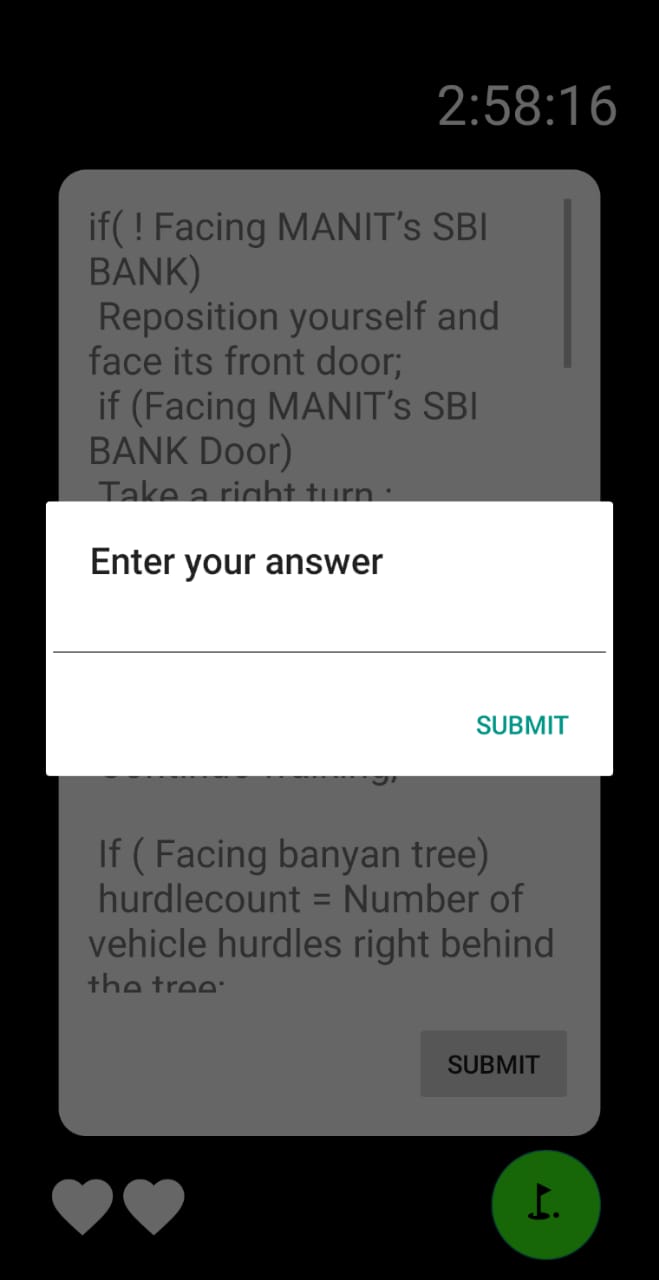 2:58:16
if( ! Facing MANIT’s SBI
BANK)
Reposition yourself and
face its front door;
if (Facing MANIT’s SBI
BANK Door)
Take a right turn ;
Enter your answer
SUBMIT
If ( Facing banyan tree)
hurdlecount = Number of
vehicle hurdles right behind
the tree;
SUBMIT